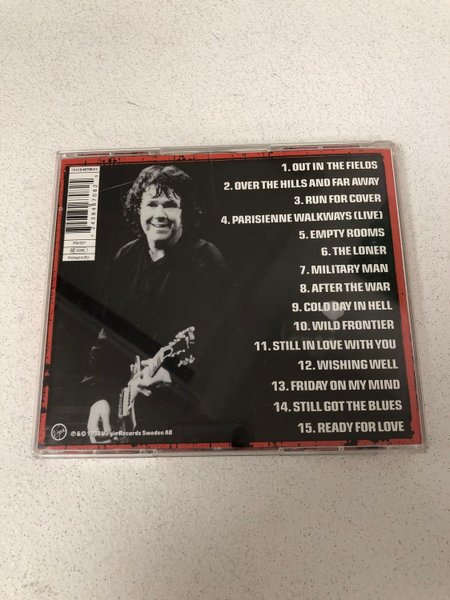 1. OUT IN THE FIELDS
2. OVER THE HILLS AND FAR AWAY
3. RUN FOR COVER
4. PARISIENNE WALKWAYS (LIVE)
5. EMPTY ROOMS
6. THE LONER
7. MILITARY MAN
8. AFTER THE WAR
9. COLD DAY IN HELL
10. WILD FRONTIER
11. STILL IN LOVE WITH YOU
12. WISHING WELL
13. FRIDAY ON MY MIND
14. STILL GOT THE BLUES
15. READY FOR LOVE
Virgin
Virgin Records Sweden AB